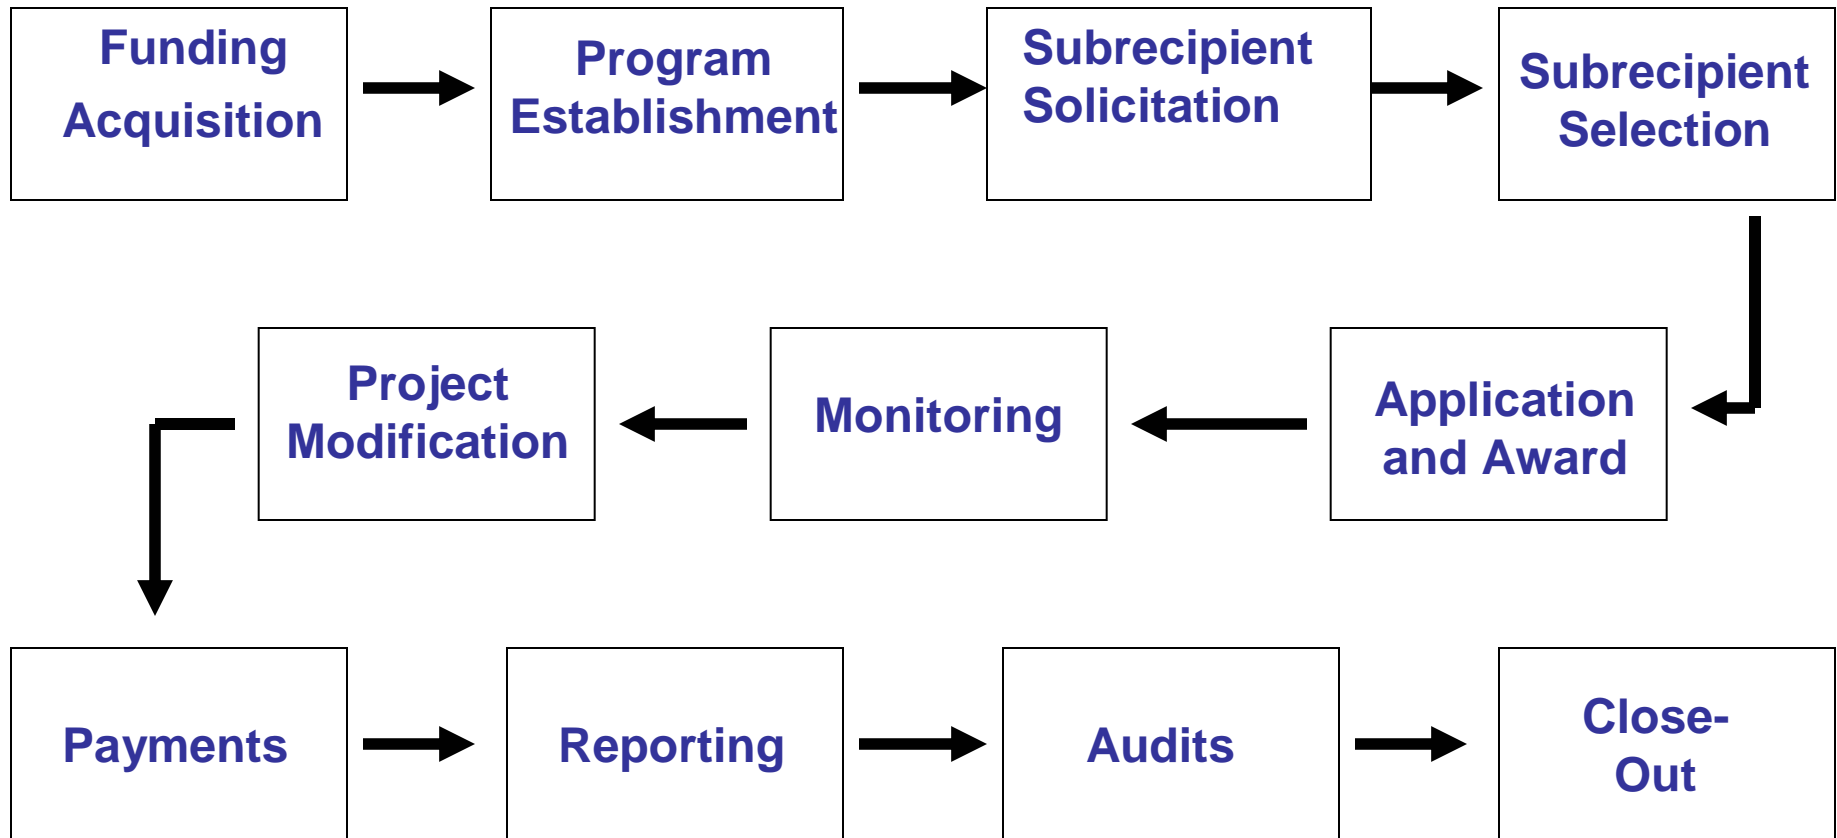 Funding
Acquisition
Program
Establishment
Subrecipient
Solicitation
Subrecipient
Selection
Application
and Award
Monitoring
Project
Modification
Payments
Reporting
Audits
Close-
Out